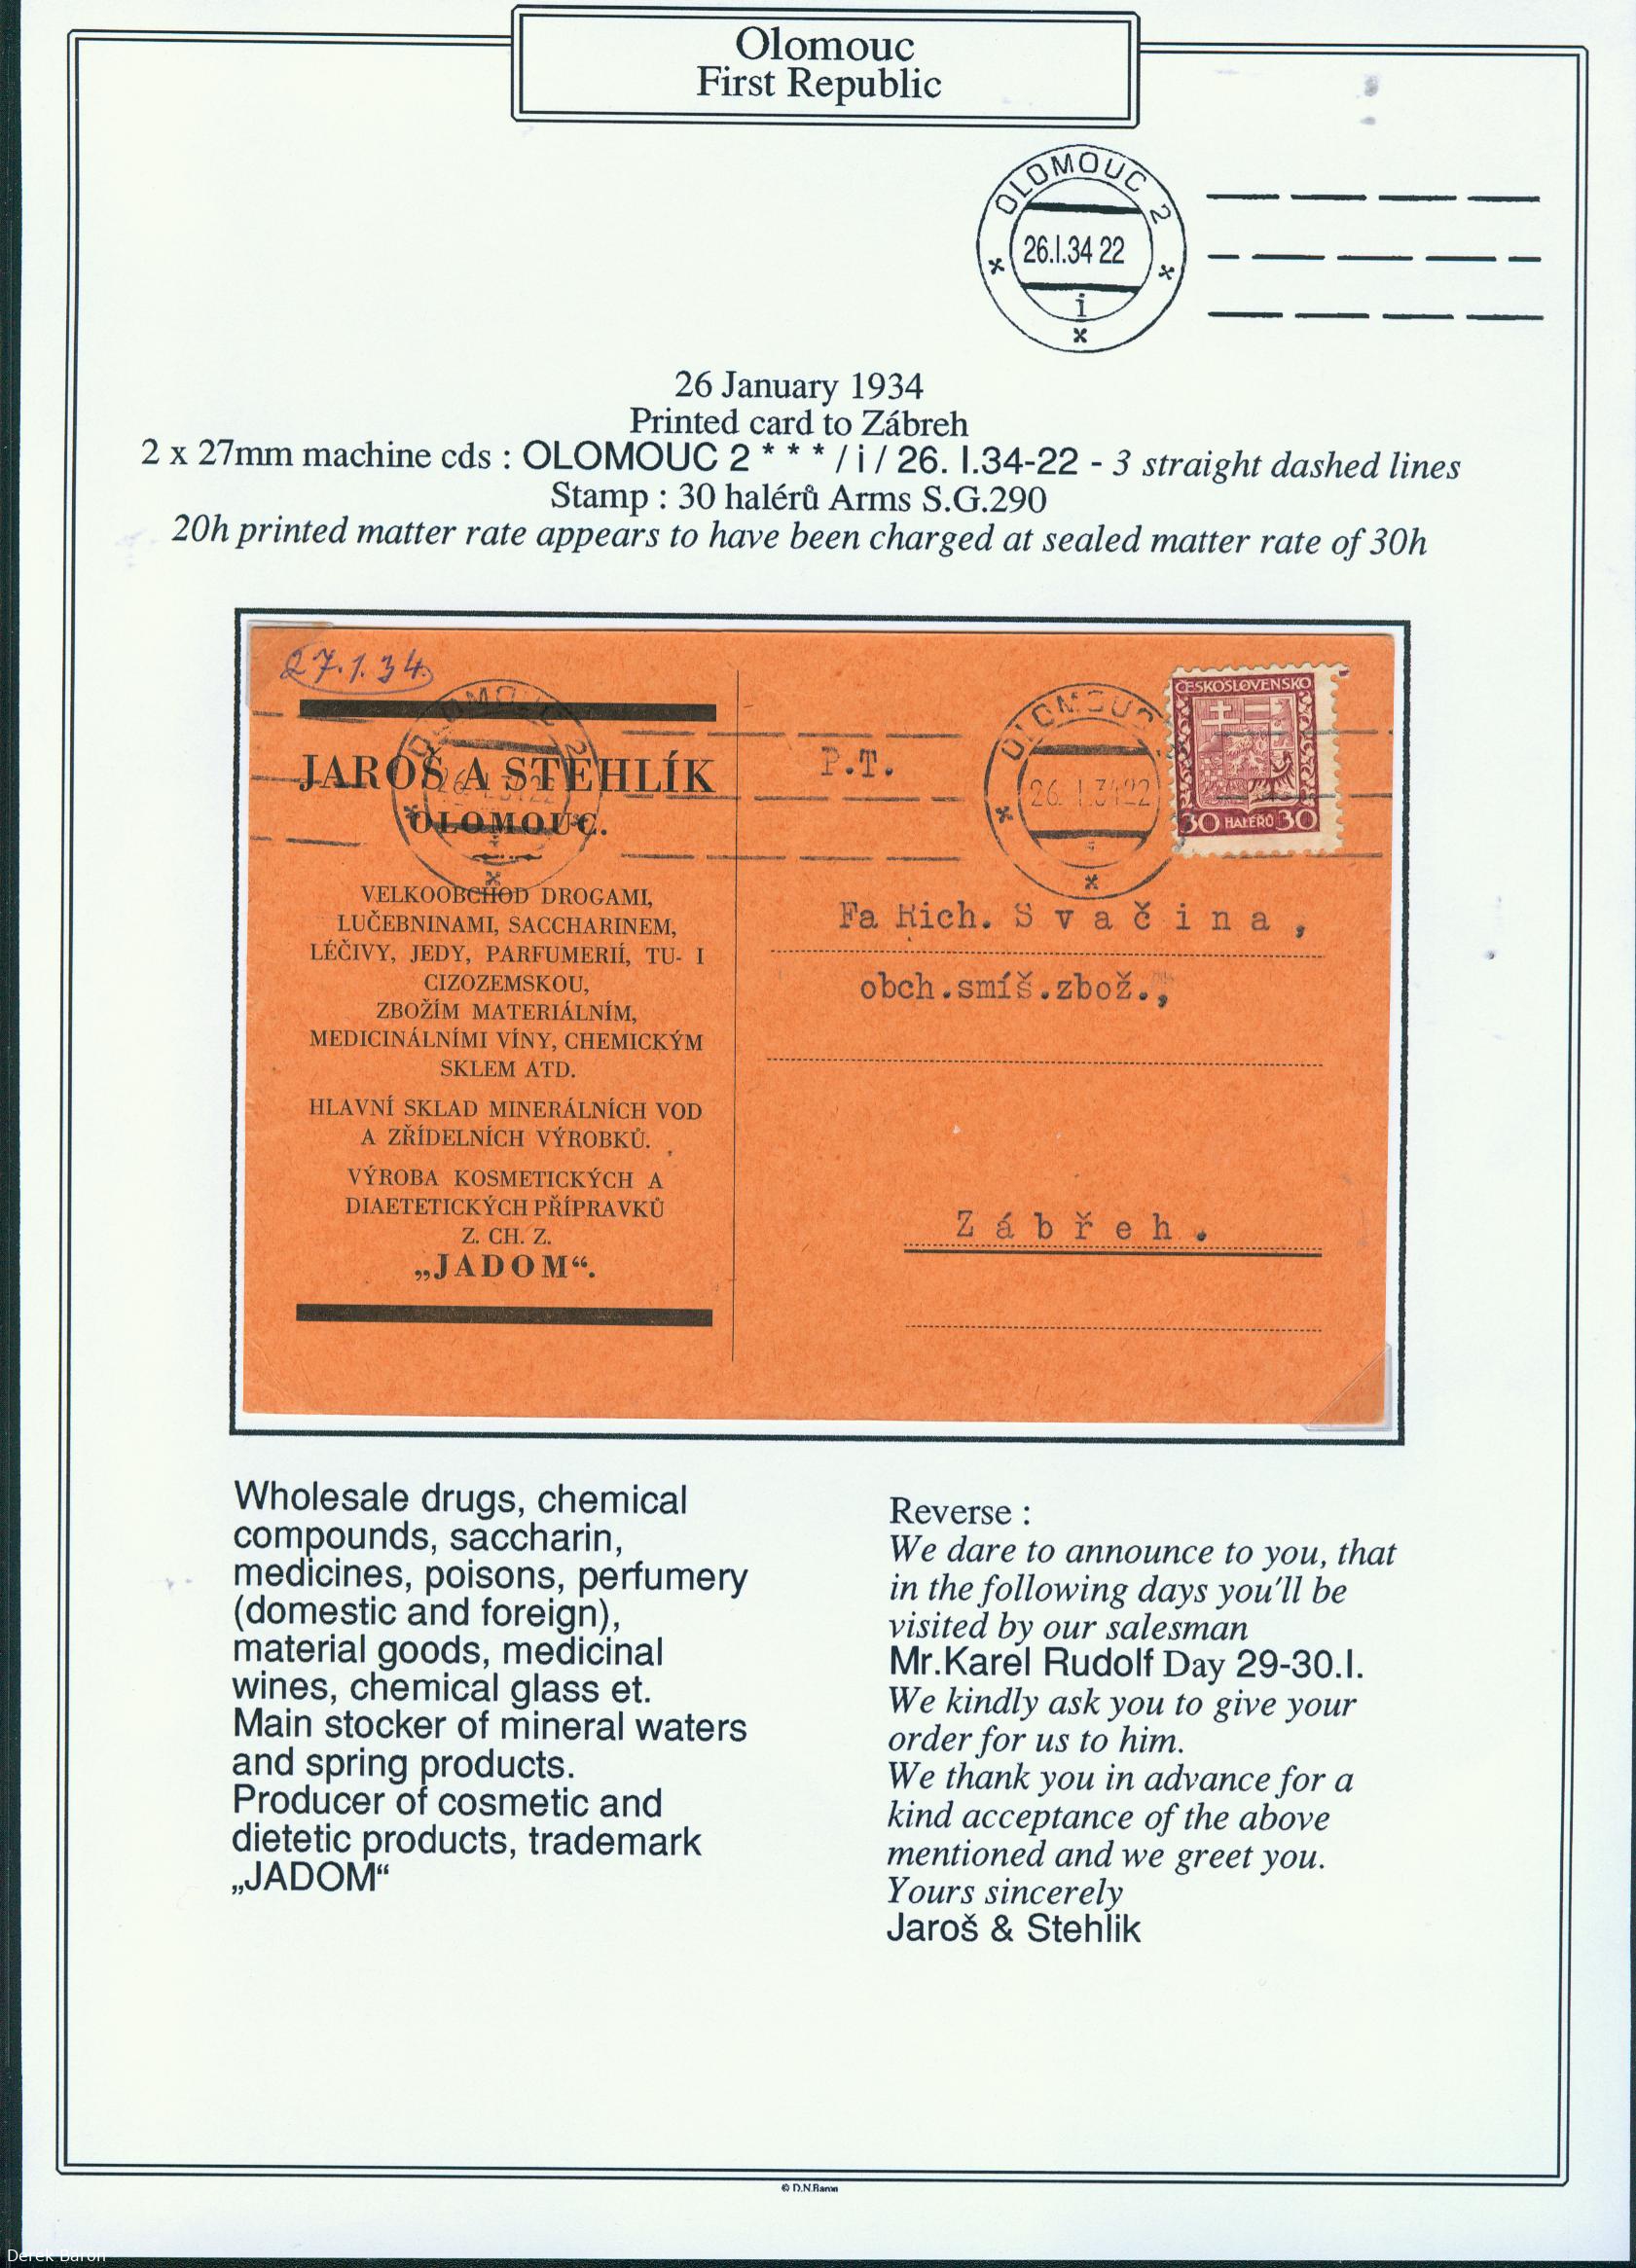 Olomouc
First Republic
OLOMOUC 2
26.I.34 22
i
26 January 1934
Printed card to Zábreh
2 x 27mm machine cds : OLOMOUC 2 * * * / i / 26. I.34-22 - 3 straight dashed lines
Stamp : 30 halérů Arms S.G.290
20h printed matter rate appears to have been charged at sealed matter rate of 30h
27.1.34.
JAROŠ A STEHLÍK
OLOMOUC.
VELKOOBCHOD DROGAMI,
LUČEBNINAMI, SACCHARINEM,
LÉČIVY, JEDY, PARFUMERIÍ, TU- I
CIZOZEMSKOU,
ZBOŽÍM MATERIÁLNÍM,
MEDICINÁLNÍMI VÍNY, CHEMICKÝM
SKLEM ATD.
HLAVNÍ SKLAD MINERÁLNÍCH VOD
A ZŘÍDELNÍCH VÝROBKŮ.
VÝROBA KOSMETICKÝCH A
DIAETETICKÝCH PŘÍPRAVKŮ
Z. CH. Z.
„JADOM“.
OLOMOUC 2
26. I. 34 22
P.T.
OLOMOUC
26. I. 34 22
ČESKOSLOVENSKO
30 HALÉŘŮ 30
Fa Rich. Svačina,
obch.smíš.zbož.,
Zábřeh.
Wholesale drugs, chemical
compounds, saccharin,
medicines, poisons, perfumery
(domestic and foreign),
material goods, medicinal
wines, chemical glass et.
Main stocker of mineral waters
and spring products.
Producer of cosmetic and
dietetic products, trademark
„JADOM“
Reverse :
We dare to announce to you, that
in the following days you'll be
visited by our salesman
Mr.Karel Rudolf Day 29-30.I.
We kindly ask you to give your
order for us to him.
We thank you in advance for a
kind acceptance of the above
mentioned and we greet you.
Yours sincerely
Jaroš & Stehlik
© D.N.Baron
Derek Baron